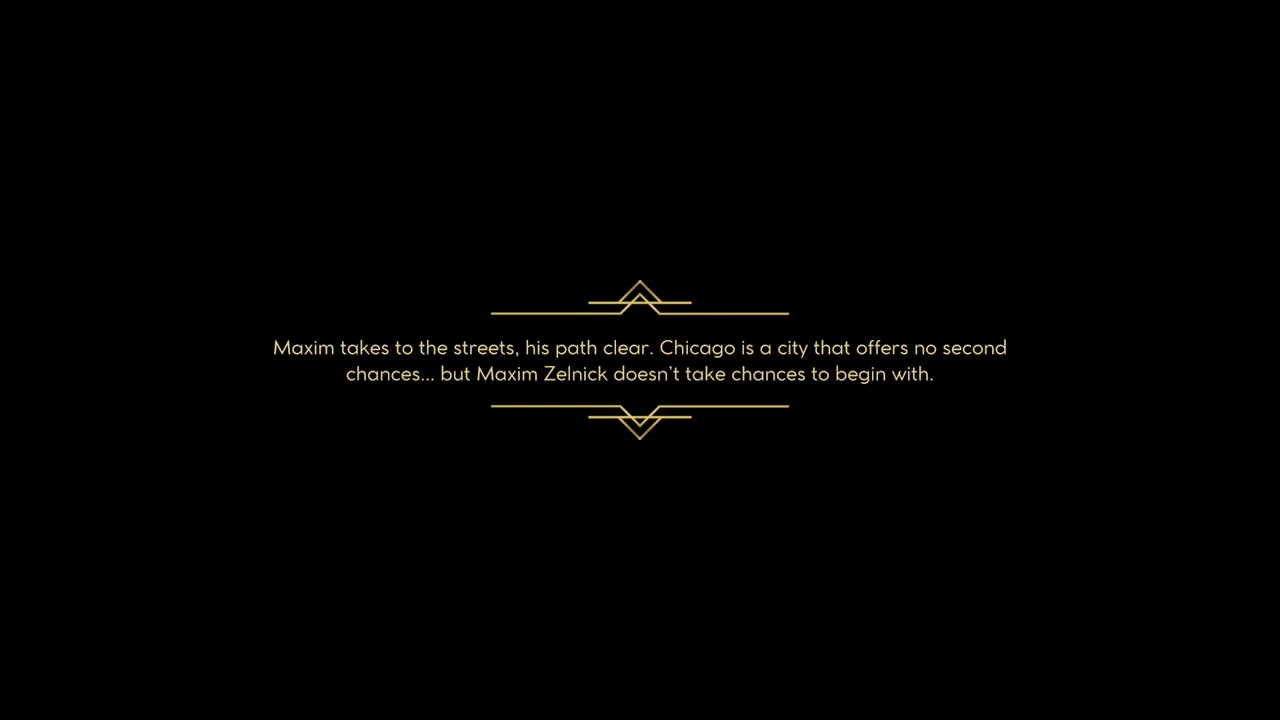 Maxim takes to the streets, his path clear. Chicago is a city that offers no second
chances... but Maxim Zelnick doesn't take chances to begin with.